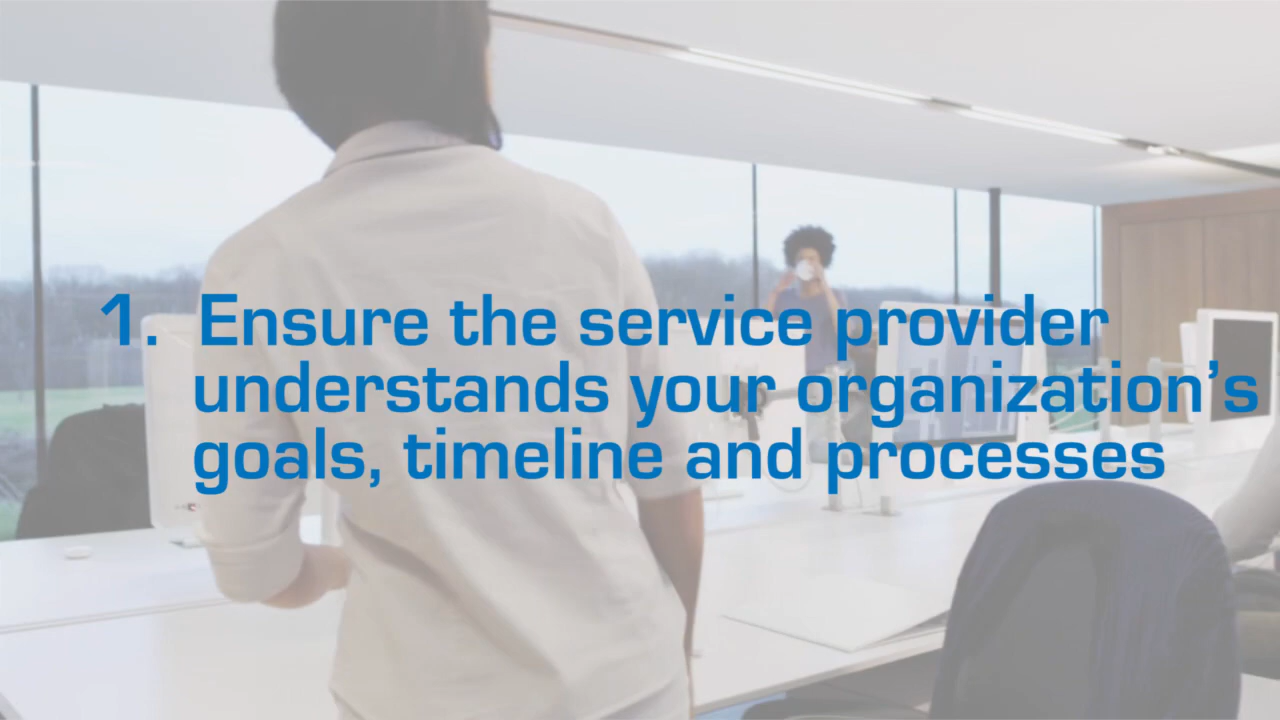 1. Ensure the service provider
understands your organization's
goals, timeline and processes